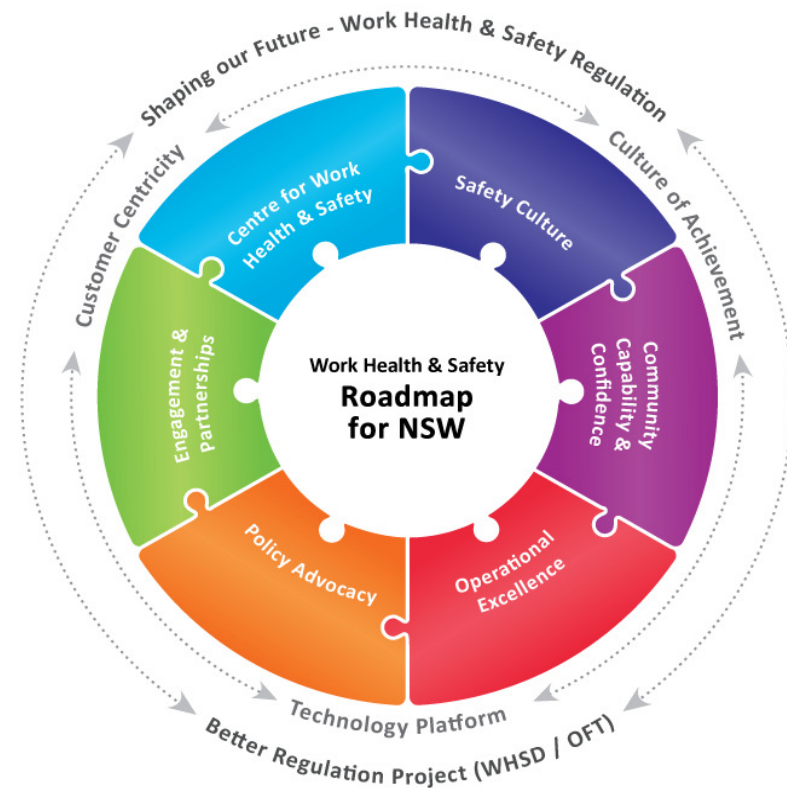 Shaping our Future - Work Health & Safety Regulation
Customer Centricity
Culture of Achievement
Centre for Work
Health & Safety
Safety Culture
Engagement &
Partnerships
Work Health & Safety
Roadmap
for NSW
Community
Capability &
Confidence
Policy Advocacy
Operational
Excellence
Technology Platform
Better Regulation Project (WHSD / OFT)